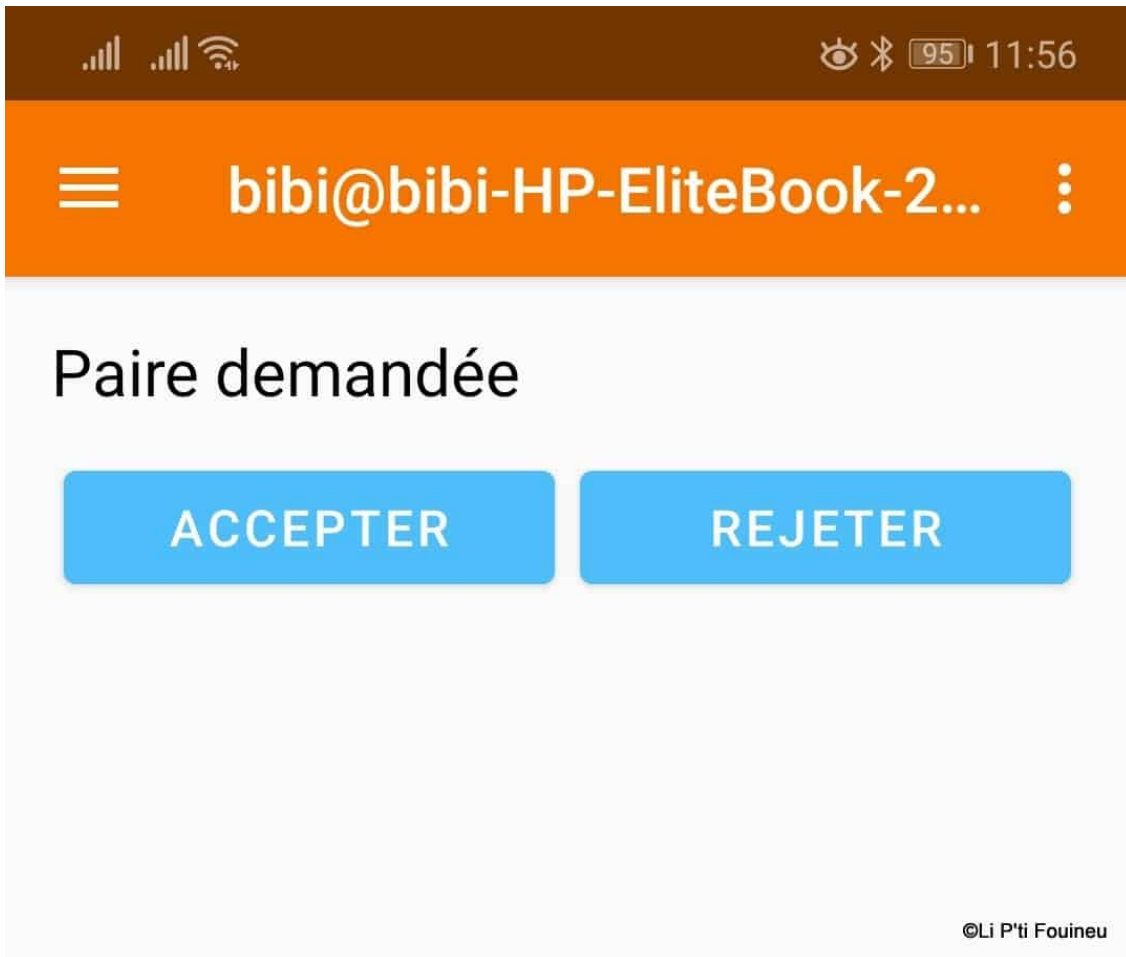 95 11:56
bibi@bibi-HP-EliteBook-2...
Paire demandée
ACCEPTER REJETER
©Li P'ti Fouineu